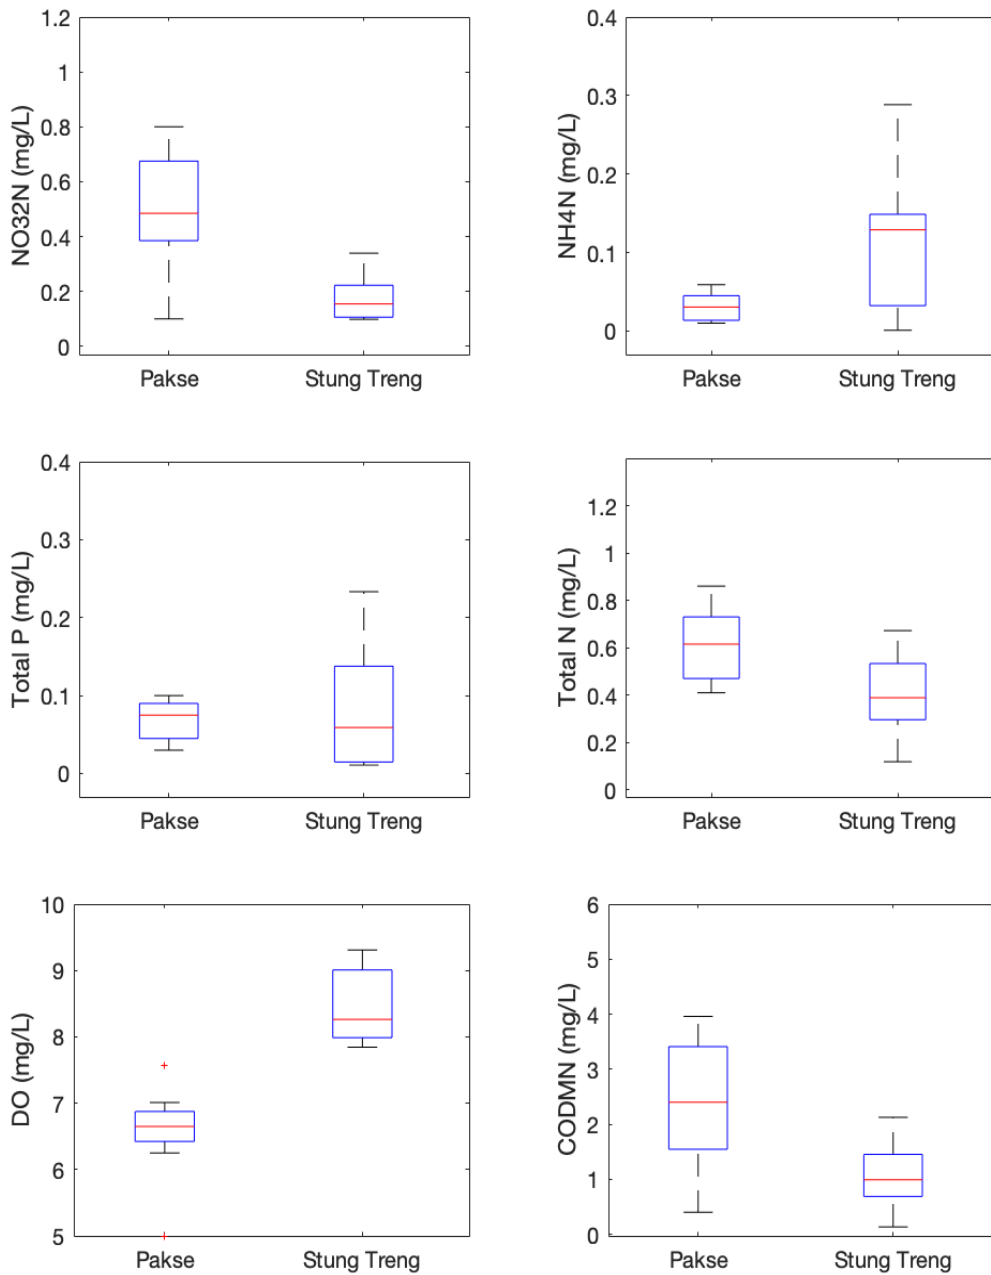 NO32N (mg/L)
1.2
1
0.8
0.6
0.4
0.2
0
Pakse
Stung Treng
NH4N (mg/L)
0.4
0.3
0.2
0.1
0
Pakse
Stung Treng
Total P (mg/L)
0.4
0.3
0.2
0.1
0
Pakse
Stung Treng
Total N (mg/L)
1.2
1
0.8
0.6
0.4
0.2
0
Pakse
Stung Treng
DO (mg/L)
10
9
8
7
6
5
Pakse
Stung Treng
CODMN (mg/L)
6
5
4
3
2
1
0
Pakse
Stung Treng